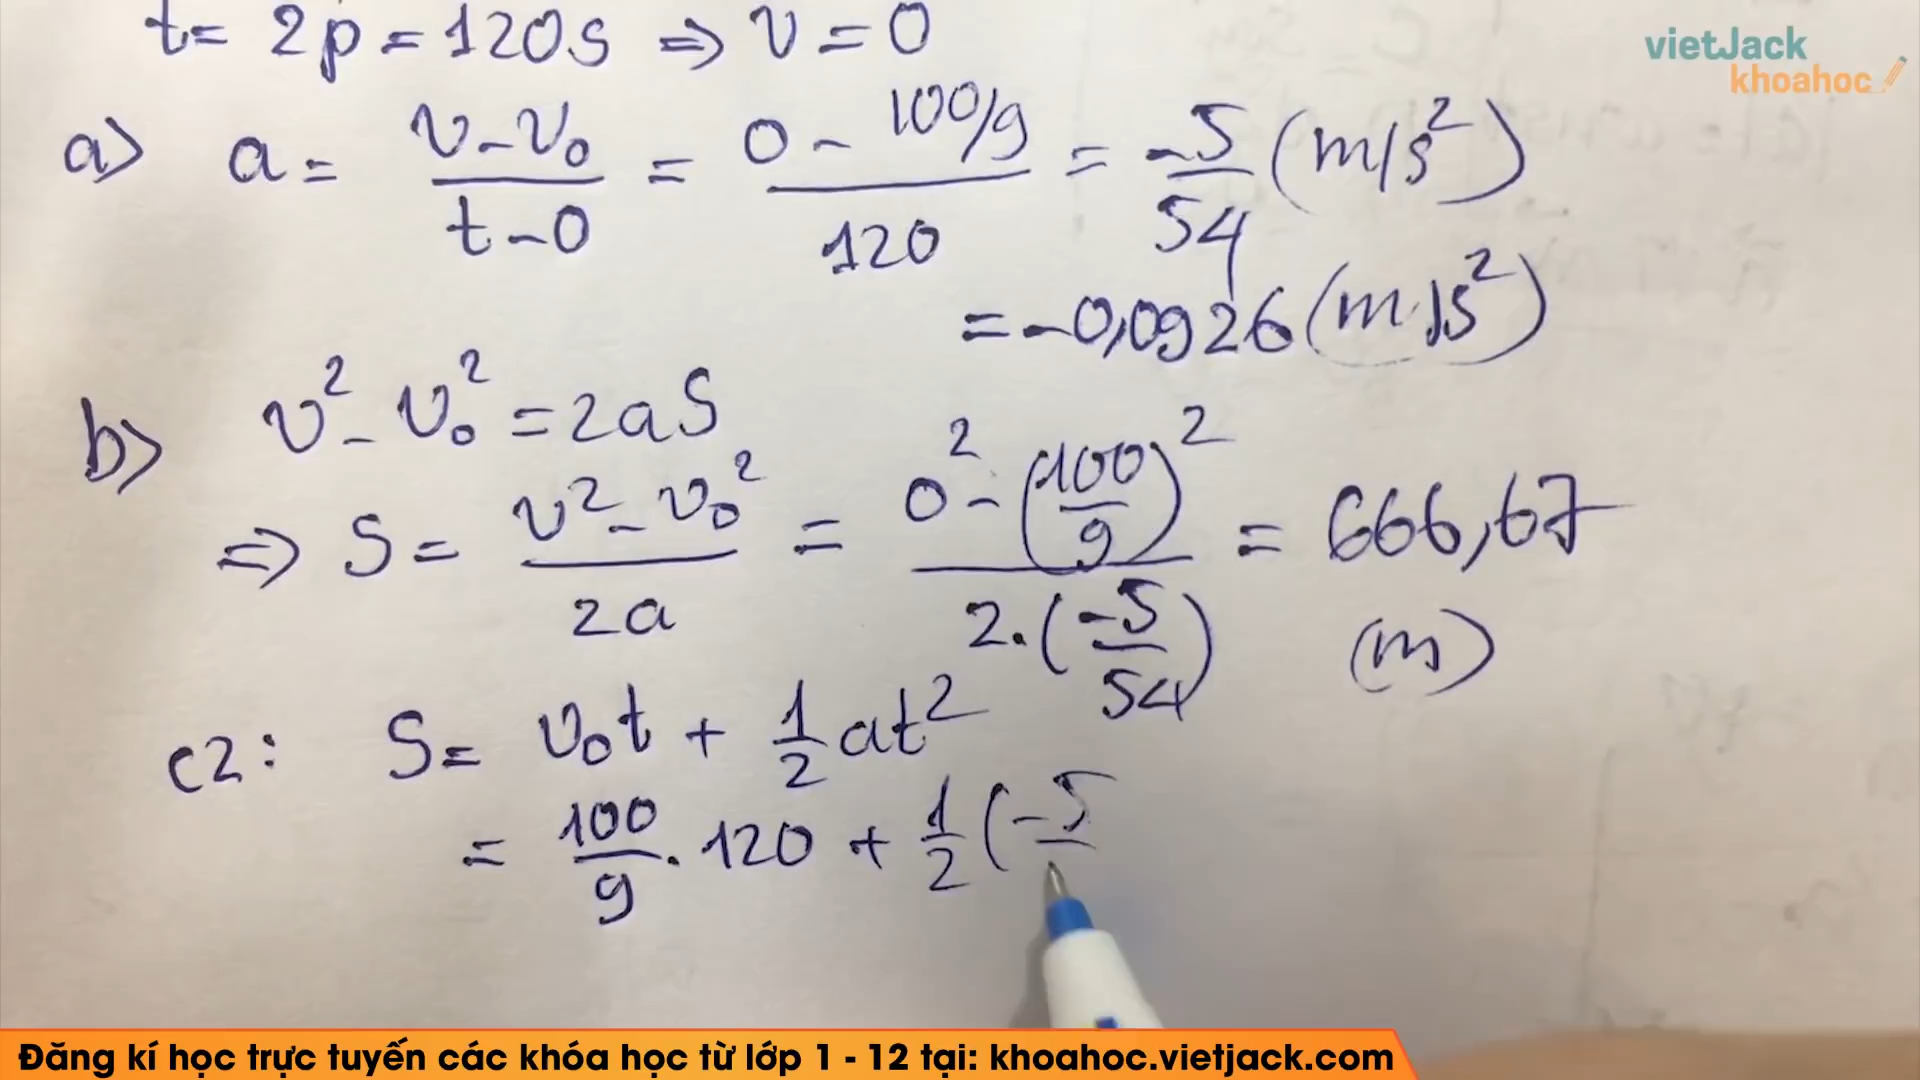 t = 2p = 120s => v = 0
vietJack
khoahoc
a> a = (v - v₀)/(t - 0) = (0 - 100/9)/120 = -5/54 (m/s²)
= -0,0926 (m/s²)
b> v² - v₀² = 2aS
=> S = (v² - v₀²)/2a = (0² - (100/9)²)/(2.(-5/54)) = 666,67
(m)
c2: S = v₀t + 1/2 at²
= 100/9 . 120 + 1/2 (-5
Đăng kí học trực tuyến các khóa học từ lớp 1 - 12 tại: khoahoc.vietjack.com